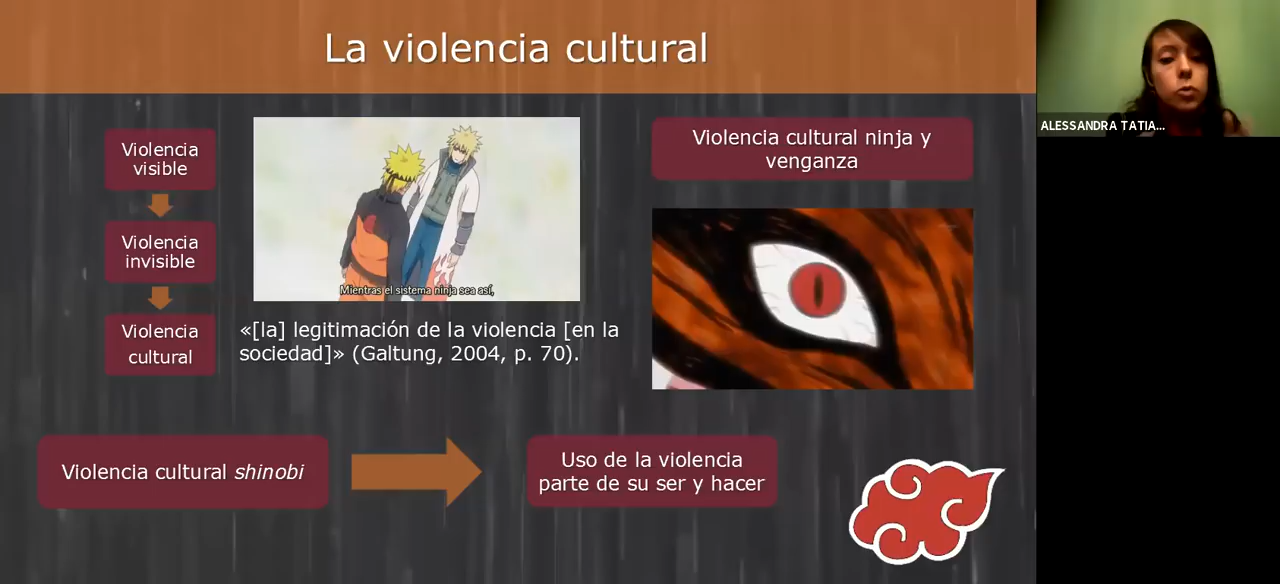 La violencia cultural
Violencia
visible
Violencia
invisible
Violencia
cultural
Mientras el sistema ninja sea así,
«[la] legitimación de la violencia [en la
sociedad]» (Galtung, 2004, p. 70).
Violencia cultural ninja y
venganza
Violencia cultural shinobi
Uso de la violencia
parte de su ser y hacer
ALESSANDRA TATIA...